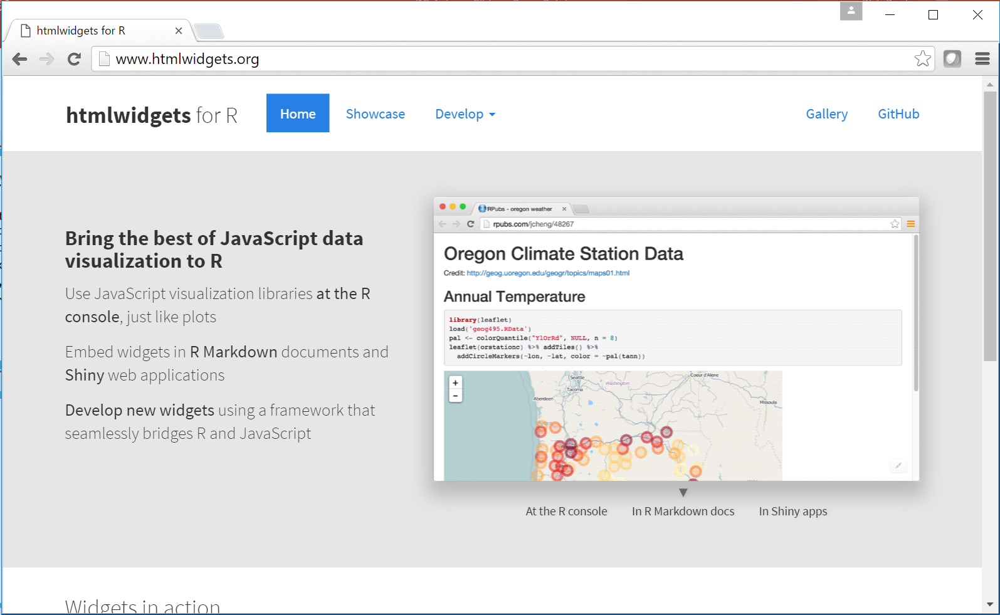 htmlwidgets for R
www.htmlwidgets.org
htmlwidgets for R
Home
Showcase
Develop
Gallery
GitHub
Bring the best of JavaScript data
visualization to R
Use JavaScript visualization libraries at the R
console, just like plots
Embed widgets in R Markdown documents and
Shiny web applications
Develop new widgets using a framework that
seamlessly bridges R and JavaScript
RPubs - oregon weather
rpubs.com/jcheng/48267
Oregon Climate Station Data
Credit: http://geog.uoregon.edu/geogr/topics/maps01.html
Annual Temperature
library(leaflet)
load('geog495.RData')
pal <- colorQuantile("YlOrRd", NULL, n = 8)
leaflet(orstationc) %>% addTiles() %>%
addCircleMarkers(~lon, ~lat, color = ~pal(tann))
+
-
Seattle
Tacoma
Aberdeen
Washington
Coeur d'Alene
Missoula
At the R console
In R Markdown docs
In Shiny apps
Widgets in action